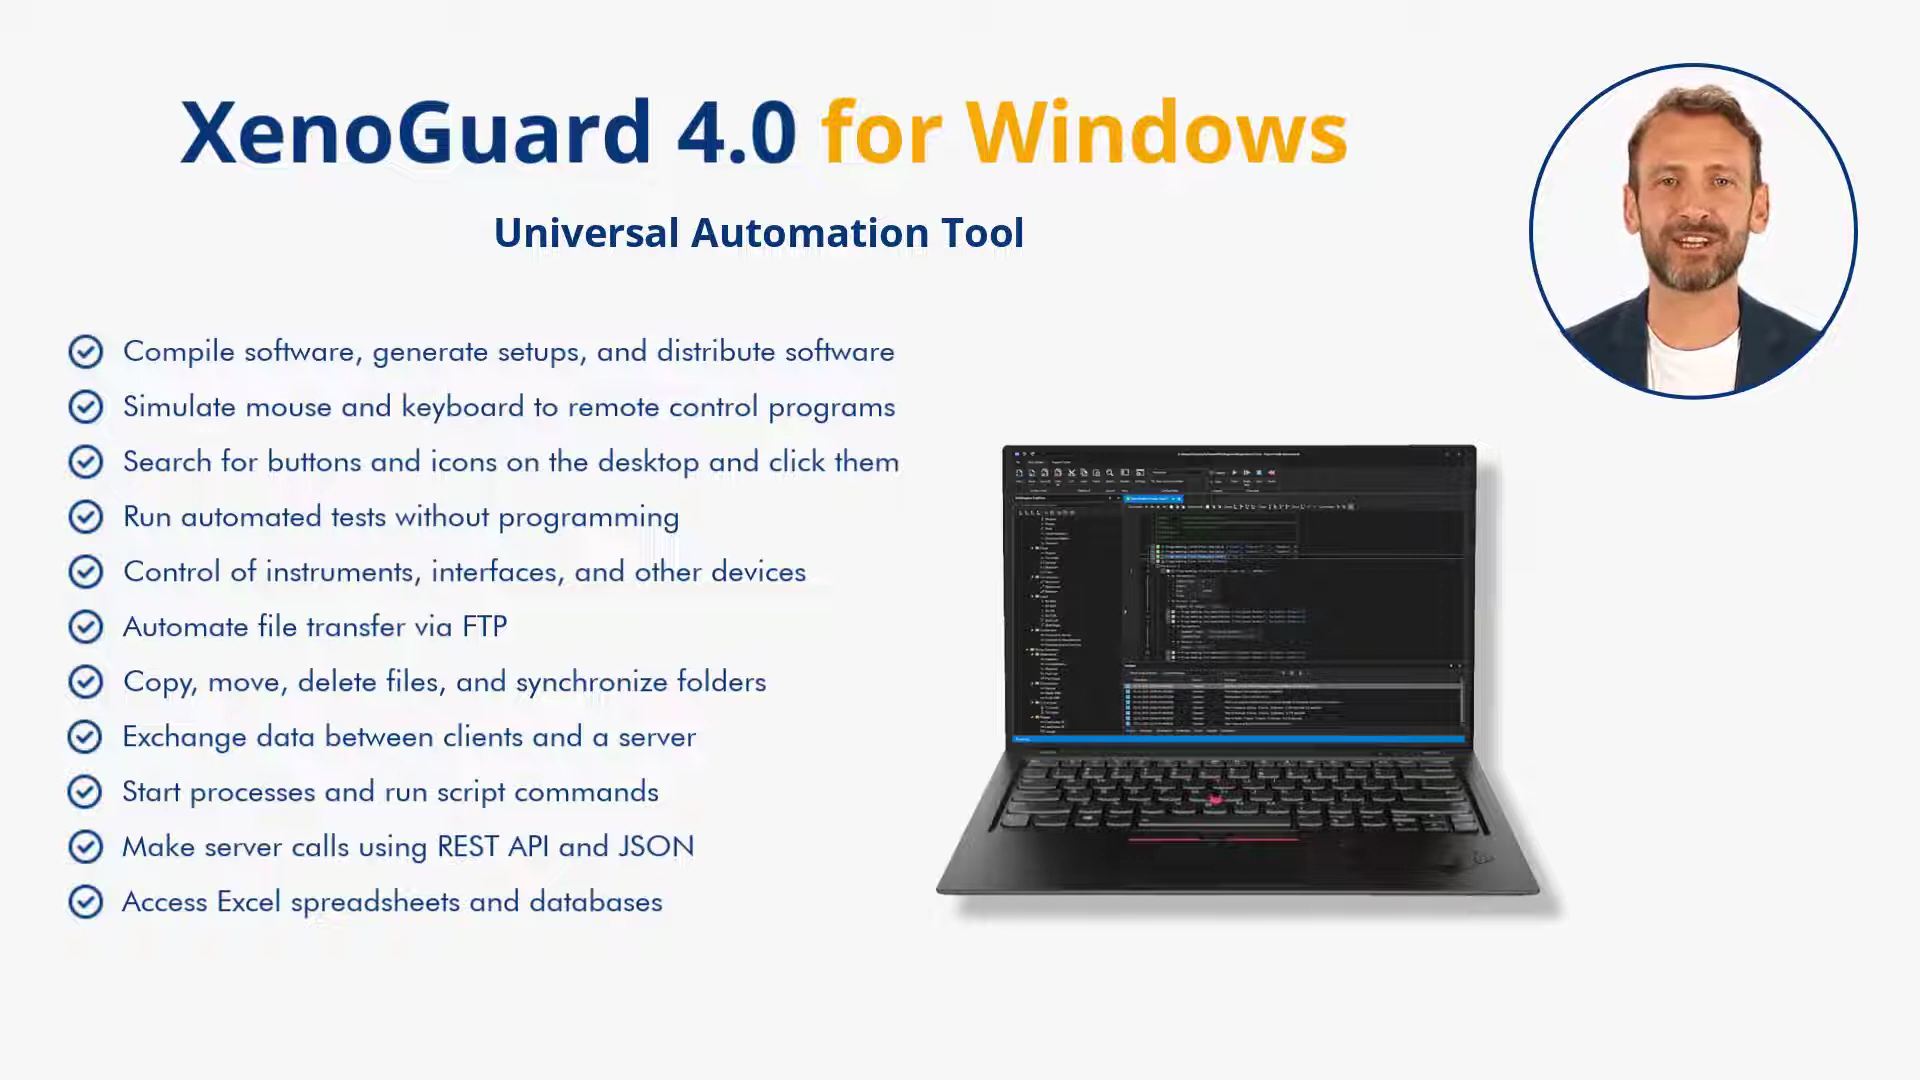 XenoGuard 4.0 for Windows
Universal Automation Tool
Compile software, generate setups, and distribute software
Simulate mouse and keyboard to remote control programs
Search for buttons and icons on the desktop and click them
Run automated tests without programming
Control of instruments, interfaces, and other devices
Automate file transfer via FTP
Copy, move, delete files, and synchronize folders
Exchange data between clients and a server
Start processes and run script commands
Make server calls using REST API and JSON
Access Excel spreadsheets and databases